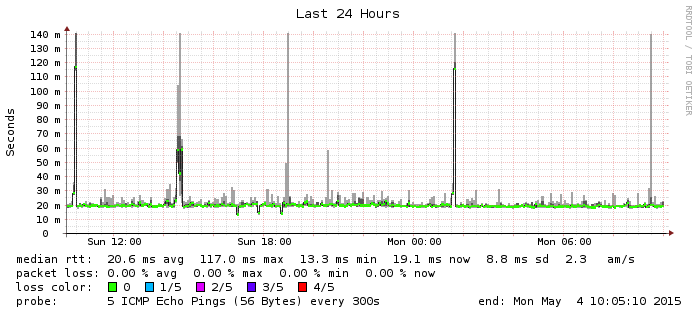 Last 24 Hours
RRDTOOL / TOBI OETIKER
Seconds
140 m
130 m
120 m
110 m
100 m
90 m
80 m
70 m
60 m
50 m
40 m
30 m
20 m
10 m
0
Sun 12:00 Sun 18:00 Mon 00:00 Mon 06:00
median rtt: 20.6 ms avg 117.0 ms max 13.3 ms min 19.1 ms now 8.8 ms sd 2.3 am/s
packet loss: 0.00 % avg 0.00 % max 0.00 % min 0.00 % now
loss color: 0 1/5 2/5 3/5 4/5
probe: 5 ICMP Echo Pings (56 Bytes) every 300s end: Mon May 4 10:05:10 2015